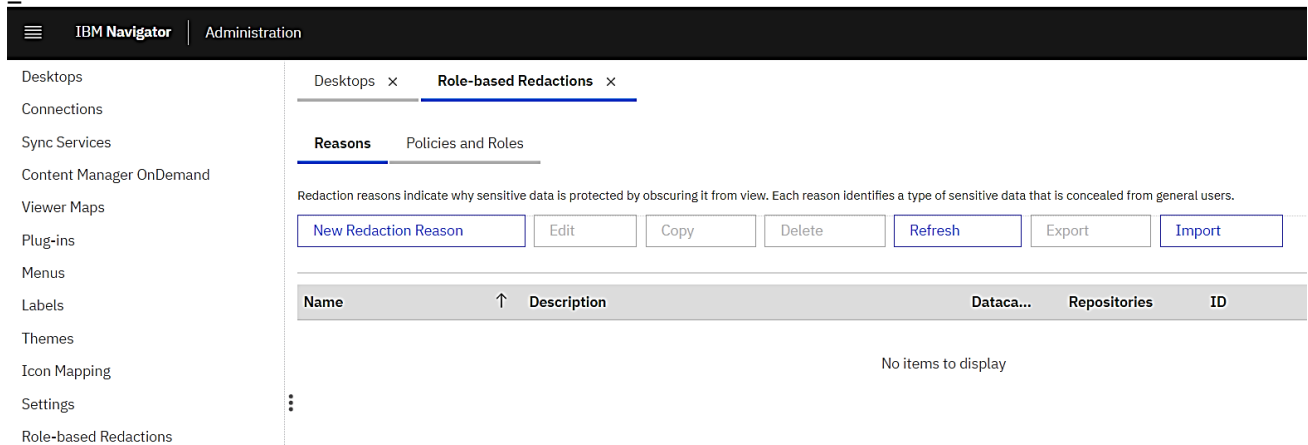 IBM Navigator Administration
Desktops
Connections
Sync Services
Content Manager OnDemand
Viewer Maps
Plug-ins
Menus
Labels
Themes
Icon Mapping
Settings
Role-based Redactions
Desktops × Role-based Redactions ×
Reasons Policies and Roles
Redaction reasons indicate why sensitive data is protected by obscuring it from view. Each reason identifies a type of sensitive data that is concealed from general users.
New Redaction Reason Edit Copy Delete Refresh Export Import
Name ↑ Description Dataca... Repositories ID
No items to display